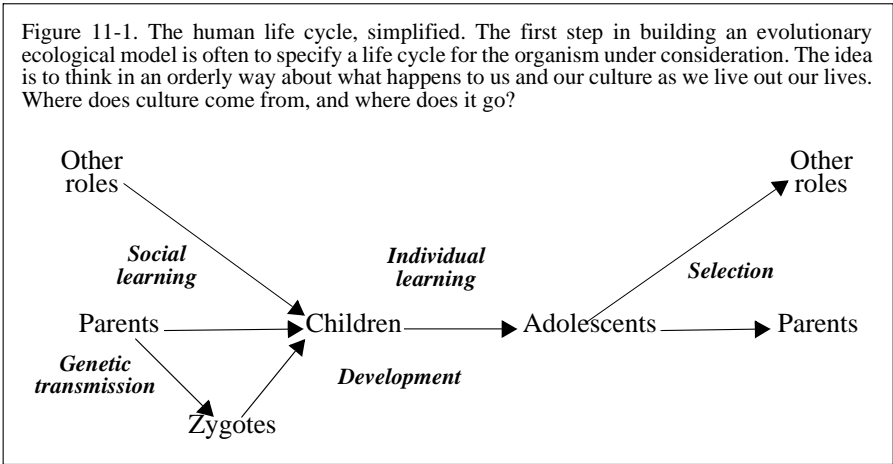 Figure 11-1. The human life cycle, simplified. The first step in building an evolutionary
ecological model is often to specify a life cycle for the organism under consideration. The idea
is to think in an orderly way about what happens to us and our culture as we live out our lives.
Where does culture come from, and where does it go?
Other
roles
Other
roles
Social
learning
Individual
learning
Selection
Parents
Children
Adolescents
Parents
Genetic
transmission
Development
Zygotes